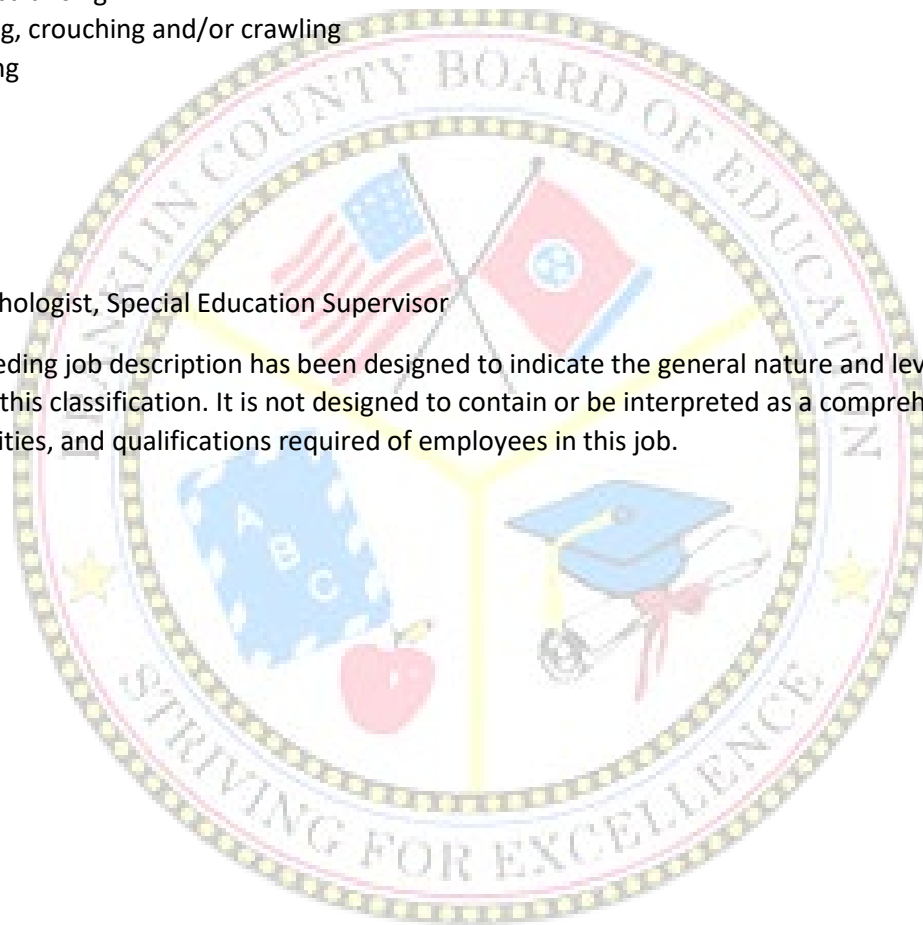 g, crouching and/or crawling
ng
hologist, Special Education Supervisor
eding job description has been designed to indicate the general nature and lev
this classification. It is not designed to contain or be interpreted as a compreh
ities, and qualifications required of employees in this job.
FRANKLIN COUNTY BOARD OF EDUCATION
A
B
C
STRIVING FOR EXCELLENCE